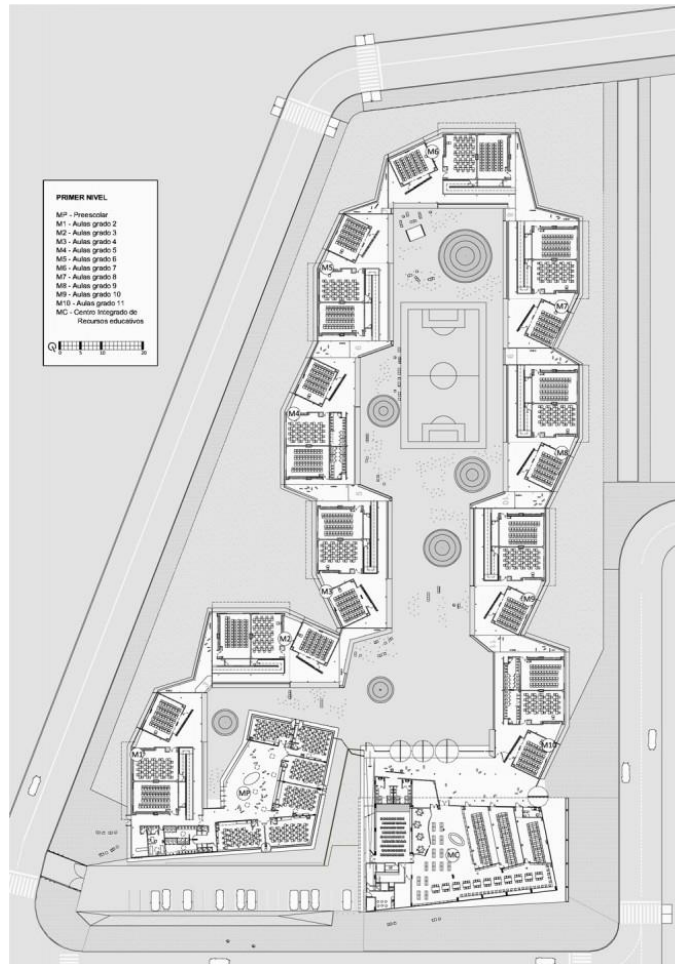 PRIMER NIVEL
MP - Preescolar
M1 - Aulas grado 2
M2 - Aulas grado 3
M3 - Aulas grado 4
M4 - Aulas grado 5
M5 - Aulas grado 6
M6 - Aulas grado 7
M7 - Aulas grado 8
M8 - Aulas grado 9
M9 - Aulas grado 10
M10 - Aulas grado 11
MC - Centro Integrado de
Recursos educativos
0 5 10 20
M6
M5
M7
M4
M8
M3
M9
M2
M1
M10
MP
MC